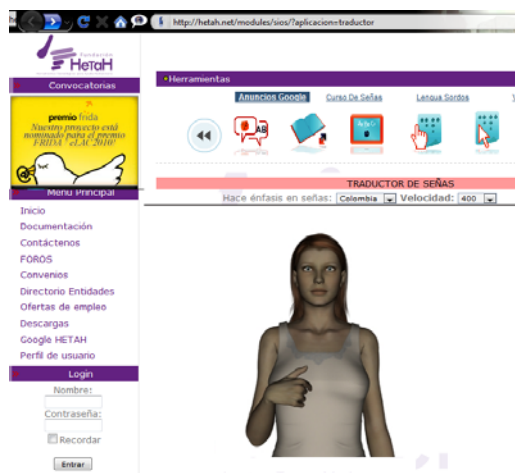 http://hetah.net/modules/sios/?aplicacion=traductor
Fundación
HETAH
Convocatorias
premio frida
Nuestro proyecto está
nominado para el premio
FRIDA! eLAC 2010!
Menu Principal
Inicio
Documentación
Contáctenos
FOROS
Convenios
Directorio Entidades
Ofertas de empleo
Descargas
Google HETAH
Perfil de usuario
Login
Nombre:
Contraseña:
Recordar
Entrar
Herramientas
Anuncios Google
Curso De Señas
Lengua Sordos
AB
TRADUCTOR DE SEÑAS
Hace énfasis en señas: Colombia Velocidad: 400